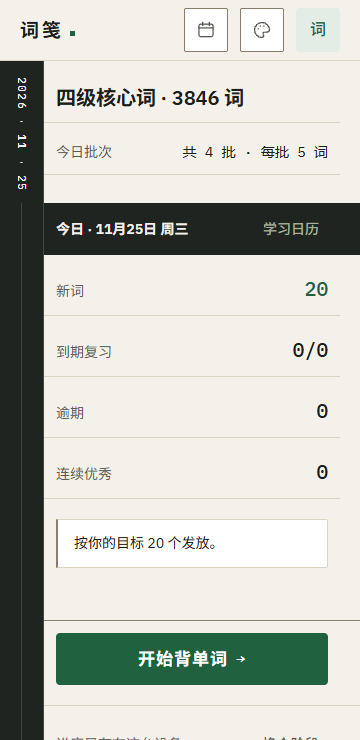 词笺
词
2026 · 11 · 25
四级核心词 · 3846 词
今日批次 共 4 批 · 每批 5 词
今日 · 11月25日 周三 学习日历
新词 20
到期复习 0/0
逾期 0
连续优秀 0
按你的目标 20 个发放。
开始背单词 →